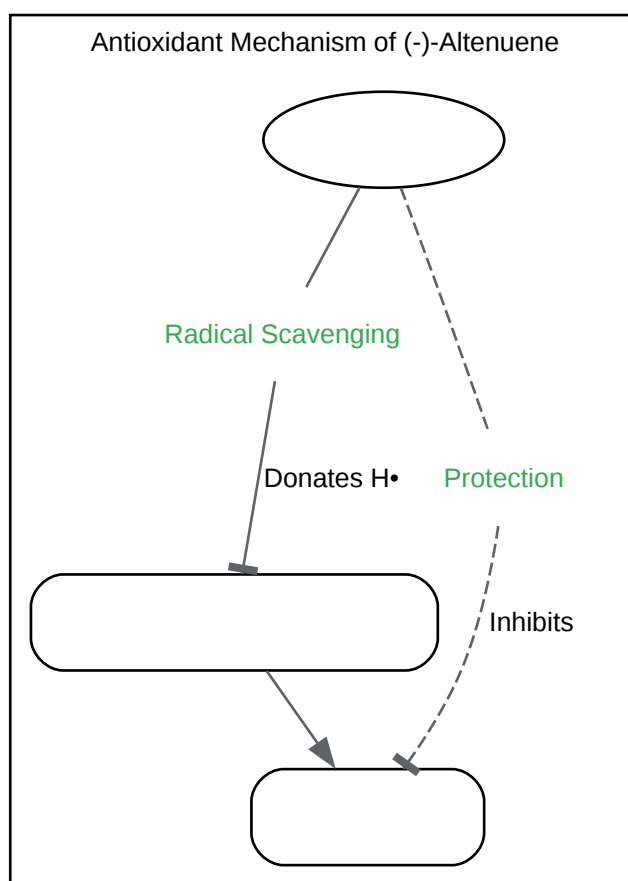 Antioxidant Mechanism of (-)-Altenuene
Radical Scavenging
Donates H•
Protection
Inhibits